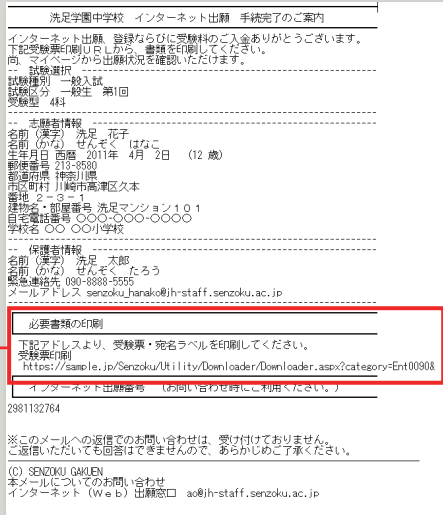 洗足学園中学校　インターネット出願　手続完了のご案内
インターネット出願、登録ならびに受験料のご入金ありがとうございます。
下記受験票印刷ＵＲＬから、書類を印刷してください。
尚、マイページから出願状況を確認いただけます。
-- 試験選択 --
試験種別　一般入試
試験区分　一般生　第1回
受験型　4科
-- 志願者情報 --
名前（漢字）　洗足　花子
名前（かな）　せんぞく　はなこ
生年月日 西暦　2011年　4月　2日　（12 歳）
郵便番号 213-8580
都道府県 神奈川県
市区町村 川崎市高津区久本
番地 ２－３－１
建物名・部屋番号 洗足マンション１０１
自宅電話番号 〇〇〇-〇〇〇-〇〇〇〇
学校名 〇〇 〇〇小学校
-- 保護者情報 --
名前（漢字）　洗足　太郎
名前（かな）　せんぞく　たろう
緊急連絡先 090-8888-5555
メールアドレス senzoku_hanako@jh-staff.senzoku.ac.jp
必要書類の印刷
下記アドレスより、受験票・宛名ラベルを印刷してください。
受験票印刷
https://sample.jp/Senzoku/Utility/Downloader/Downloader.aspx?category=Ent0090&
インターネット出願番号　（お問い合わせ時にご利用ください。）
2981132764
※このメールへの返信でのお問い合わせは、受け付けておりません。
ご返信いただいても回答はできませんので、あらかじめご了承ください。
(C) SENZOKU GAKUEN
本メールについてのお問い合わせ
インターネット（Ｗｅｂ）出願窓口　ao@jh-staff.senzoku.ac.jp